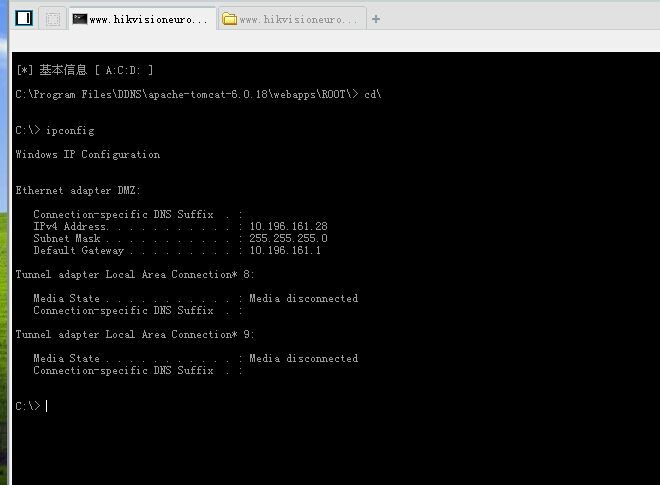 www.hikvisioneuro... www.hikvisioneuro...
[*] 基本信息 [ A:C:D: ]
C:\Program Files\DDNS\apache-tomcat-6.0.18\webapps\ROOT\> cd\
C:\> ipconfig
Windows IP Configuration
Ethernet adapter DMZ:
Connection-specific DNS Suffix . :
IPv4 Address. . . . . . . . . . . : 10.196.161.28
Subnet Mask . . . . . . . . . . . : 255.255.255.0
Default Gateway . . . . . . . . . : 10.196.161.1
Tunnel adapter Local Area Connection* 8:
Media State . . . . . . . . . . . : Media disconnected
Connection-specific DNS Suffix . :
Tunnel adapter Local Area Connection* 9:
Media State . . . . . . . . . . . : Media disconnected
Connection-specific DNS Suffix . :
C:\>